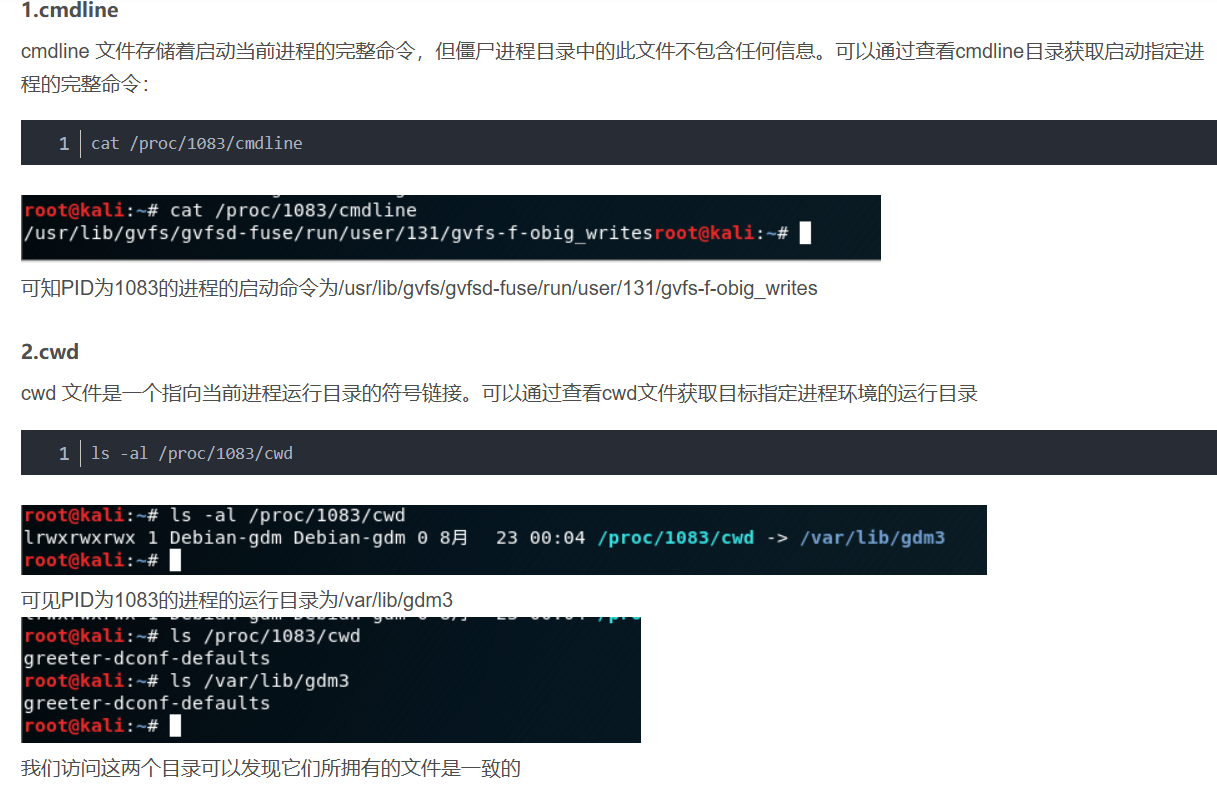 1.cmdline
cmdline 文件存储着启动当前进程的完整命令，但僵尸进程目录中的此文件不包含任何信息。可以通过查看cmdline目录获取启动指定进
程的完整命令：
1 cat /proc/1083/cmdline
root@kali:~# cat /proc/1083/cmdline
/usr/lib/gvfs/gvfsd-fuse/run/user/131/gvfs-f-obig_writesroot@kali:~#
可知PID为1083的进程的启动命令为/usr/lib/gvfs/gvfsd-fuse/run/user/131/gvfs-f-obig_writes
2.cwd
cwd 文件是一个指向当前进程运行目录的符号链接。可以通过查看cwd文件获取目标指定进程环境的运行目录
1 ls -al /proc/1083/cwd
root@kali:~# ls -al /proc/1083/cwd
lrwxrwxrwx 1 Debian-gdm Debian-gdm 0 8月 23 00:04 /proc/1083/cwd -> /var/lib/gdm3
root@kali:~#
可见PID为1083的进程的运行目录为/var/lib/gdm3
root@kali:~# ls /proc/1083/cwd
greeter-dconf-defaults
root@kali:~# ls /var/lib/gdm3
greeter-dconf-defaults
root@kali:~#
我们访问这两个目录可以发现它们所拥有的文件是一致的